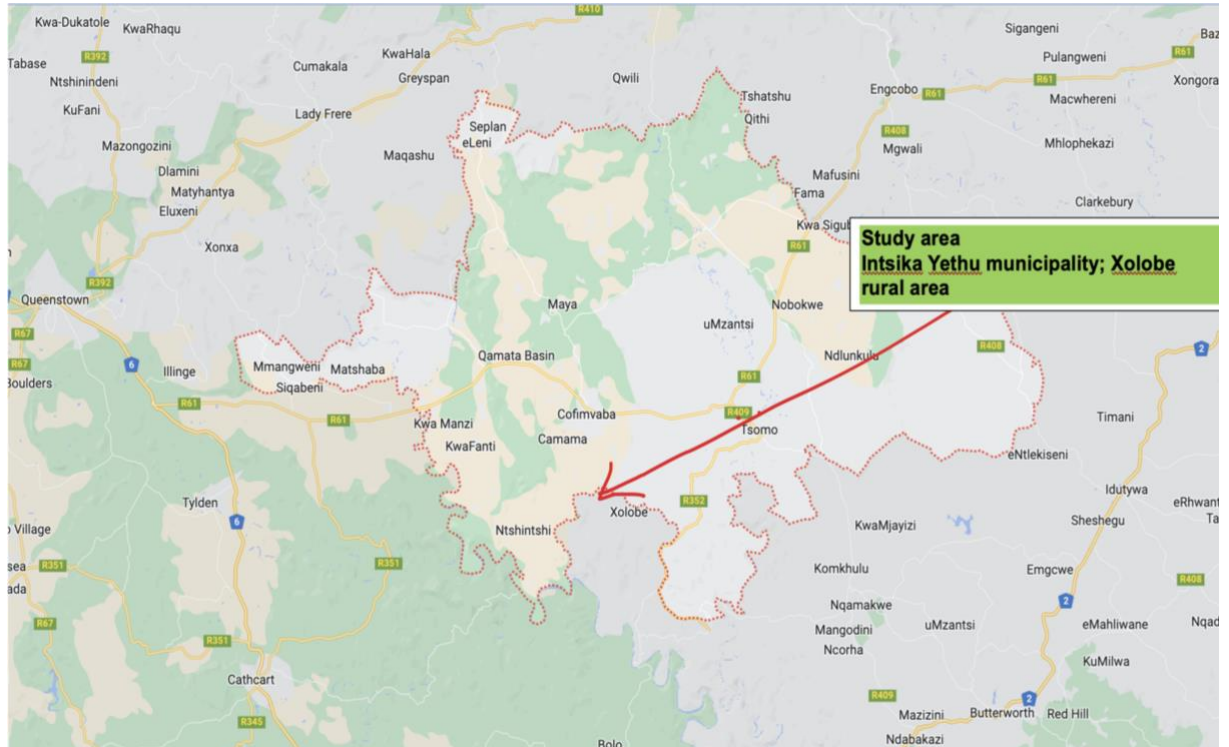 R410
Kwa-Dukatole
KwaRhaqu
Sigangeni
R392
KwaHala
Pulangweni
R61
Tabase
Cumakala
Greyspan
Qwili
R61
Ntshinindeni
Engcobo
R61
KuFani
Tshatshu
Macwhereni
Lady Frere
Qithi
Seplan
R408
eLeni
Mgwali
Mhlophekazi
Mazongozini
Maqashu
Dlamini
Mafusini
Matyhantya
Fama
Clarkebury
Eluxeni
Kwa Sigub
Xonxa
R61
Study area
Intsika Yethu municipality; Xolobe
rural area
R392
Queenstown
Maya
Nobokwe
uMzantsi
R67
R408
2
Qamata Basin
Ndlunkulu
6
Mmangweni
Matshaba
R67
Illinge
R61
Boulders
Siqabeni
R61
R61
Cofimvaba
R409
Kwa Manzi
Timani
Tsomo
KwaFanti
Camama
eNtlekiseni
Idutywa
R352
Tylden
Xolobe
6
Sheshegu
Ntshintshi
KwaMjayizi
o Village
R351
R351
Komkhulu
Emgcwe
R408
2
Nqamakwe
R67
eMahliwane
uMzantsi
R351
Mangodini
Ncorha
KuMilwa
Cathcart
R409
2
R345
Mazizini
Butterworth
Red Hill
Ndabakazi
Bolo